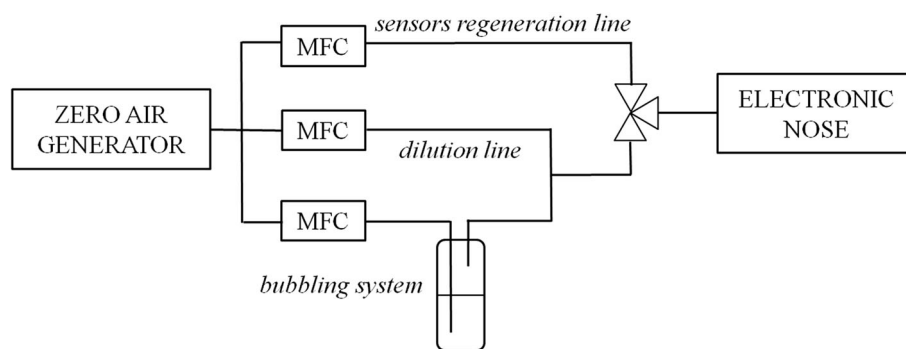 sensors regeneration line
MFC
ZERO AIR
GENERATOR
MFC
dilution line
ELECTRONIC
NOSE
MFC
bubbling system